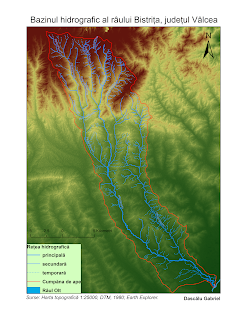 Bazinul hidrografic al râului Bistrița, județul Vâlcea
N
Rețea hidrografică
principală
secundară
temporară
Cumpăna de ape
Râul Olt
Sursa: Harta topografică 1:25000, DTM, 1980, Earth Explorer
Dascălu Gabriel